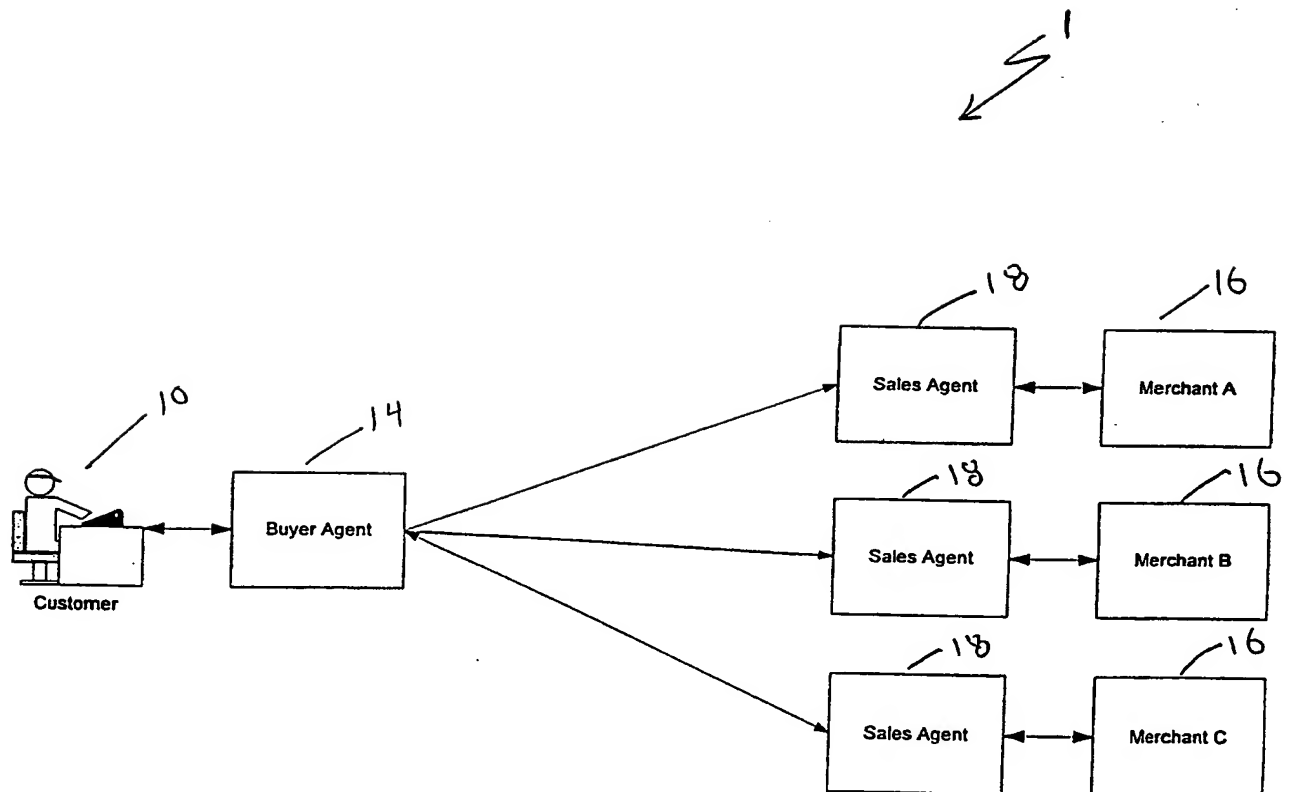 1
18
16
Sales Agent
Merchant A
10
14
18
16
Buyer Agent
Sales Agent
Merchant B
Customer
18
16
Sales Agent
Merchant C